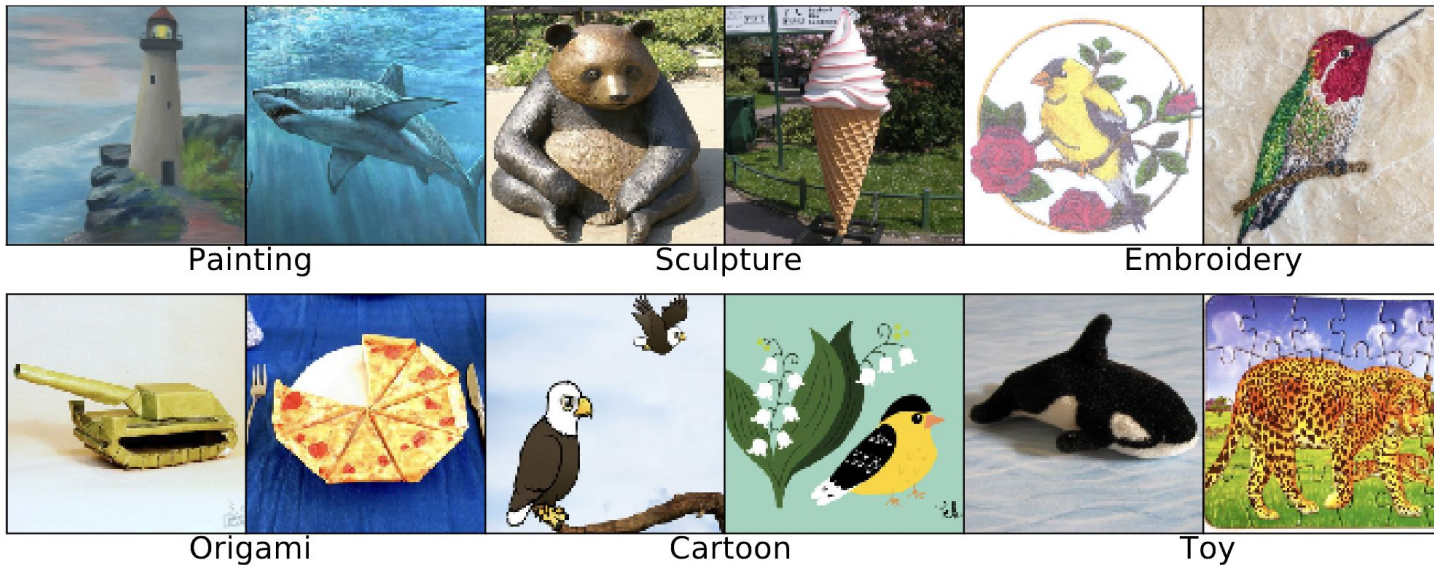 Painting
Sculpture
Embroidery
Origami
Cartoon
Toy